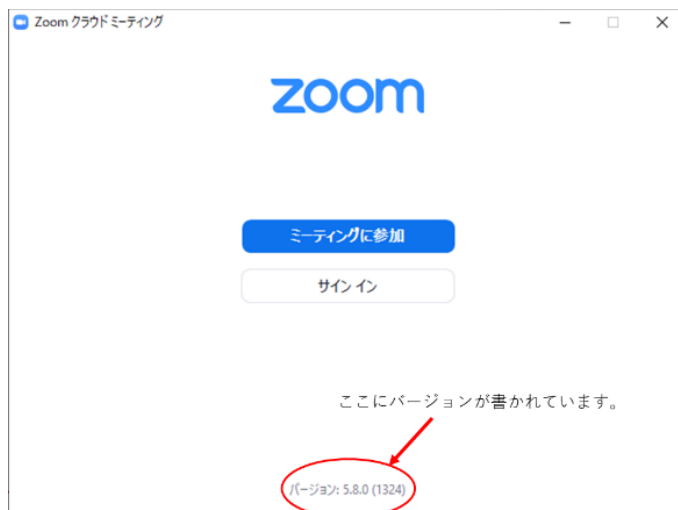 Zoom クラウド ミーティング
zoom
ミーティングに参加
サイン イン
ここにバージョンが書かれています。
バージョン: 5.8.0 (1324)